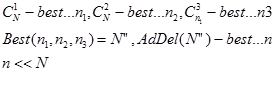 C_N^1 - best...n_1, C_N^2 - best...n_2, C_{n_1}^3 - best...n3
Best(n_1, n_2, n_3) = N", AdDel(N") - best...n
n << N